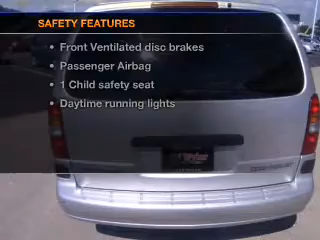 SAFETY FEATURES
Front Ventilated disc brakes
Passenger Airbag
1 Child safety seat
Daytime running lights